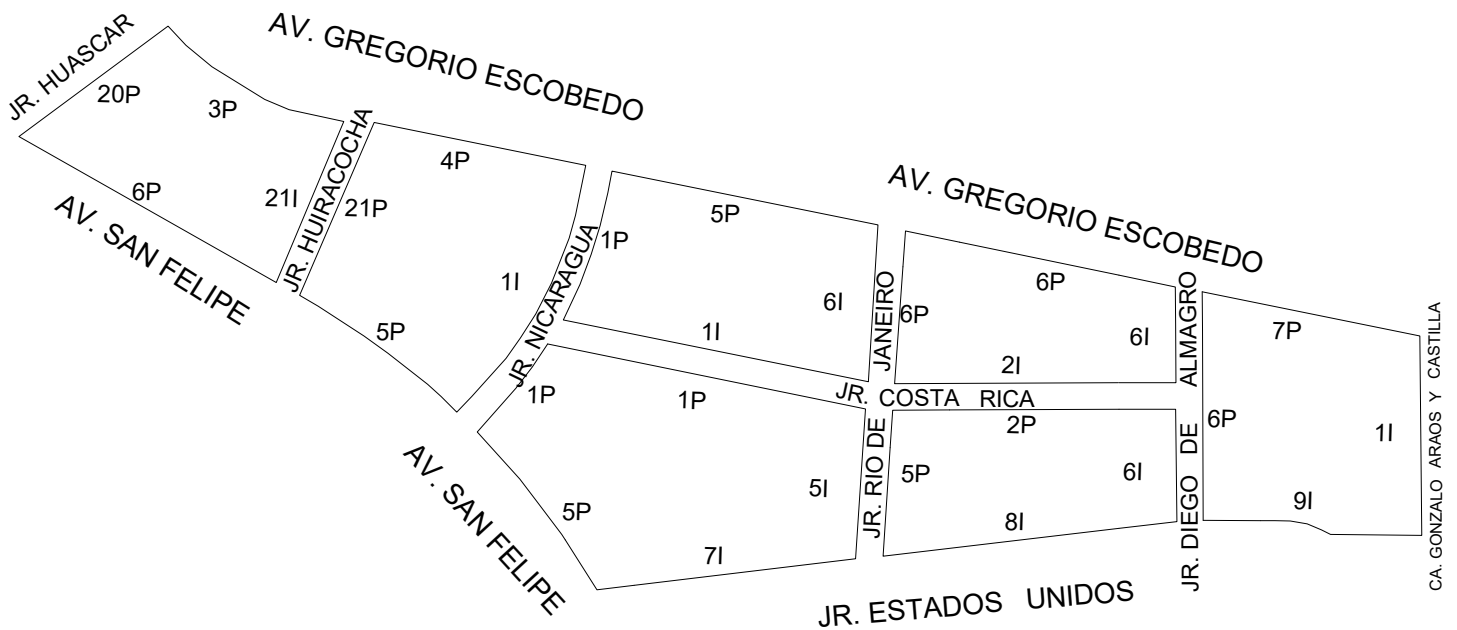 JR. HUASCAR
AV. GREGORIO ESCOBEDO
20P
3P
6P
21I
AV. SAN FELIPE
JR. HUIRACOCHA
4P
21P
1I
5P
JR. NICARAGUA
5P
1P
6I
1I
AV. GREGORIO ESCOBEDO
6P
6P
6I
2I
JANEIRO
ALMAGRO
7P
6P
1I
9I
CA. GONZALO ARAOS Y CASTILLA
JR. COSTA RICA
1P
1P
5I
5P
7I
AV. SAN FELIPE
JR. RIO DE
2P
5P
6I
8I
JR. DIEGO DE
JR. ESTADOS UNIDOS